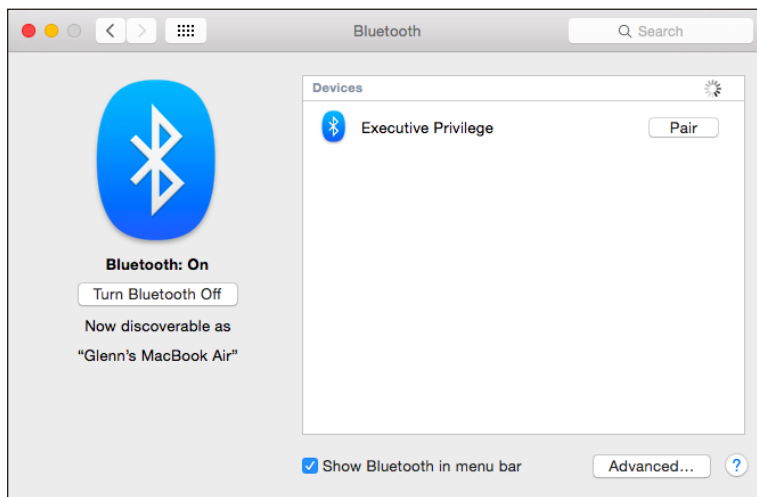 Bluetooth
Search
Devices
Executive Privilege
Pair
Bluetooth: On
Turn Bluetooth Off
Now discoverable as
“Glenn’s MacBook Air”
Show Bluetooth in menu bar
Advanced...
?